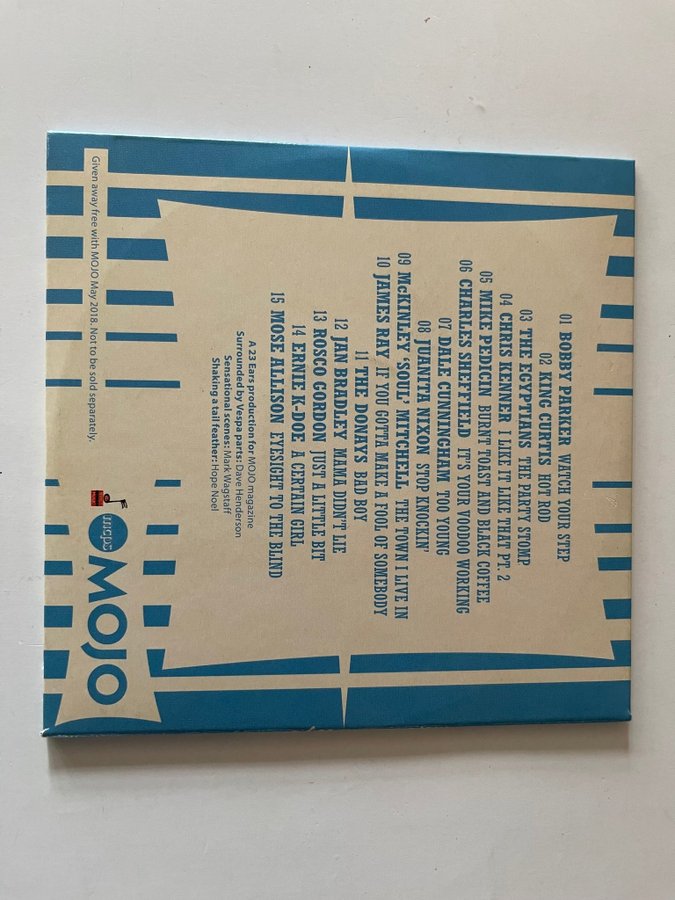 01 BOBBY PARKER WATCH YOUR STEP
02 KING CURTIS HOT ROD
03 THE EGYPTIANS THE PARTY STOMP
04 CHRIS KENNER I LIKE IT LIKE THAT PT. 2
05 MIKE PEDICIN BURNT TOAST AND BLACK COFFEE
06 CHARLES SHEFFIELD IT'S YOUR VOODOO WORKING
07 DALE CUNNINGHAM TOO YOUNG
08 JUANITA NIXON STOP KNOCKIN'
09 McKINLEY 'SOUL' MITCHELL THE TOWN I LIVE IN
10 JAMES RAY IF YOU GOTTA MAKE A FOOL OF SOMEBODY
11 THE DONAYS BAD BOY
12 JAN BRADLEY MAMA DIDN'T LIE
13 ROSCO GORDON JUST A LITTLE BIT
14 ERNIE K-DOE A CERTAIN GIRL
15 MOSE ALLISON EYESIGHT TO THE BLIND
A 23 Ears production for MOJO magazine
Surrounded by Vespa parts: Dave Henderson
Sensational scenes: Mark Wagstaff
Shaking a tail feather: Hope Noel
Given away free with MOJO May 2018. Not to be sold separately.
mcps
MOJO